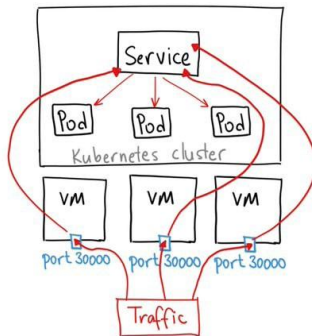 Service
Pod
Pod
Pod
Kubernetes cluster
VM
VM
VM
port 30000
port 30000
port 30000
Traffic